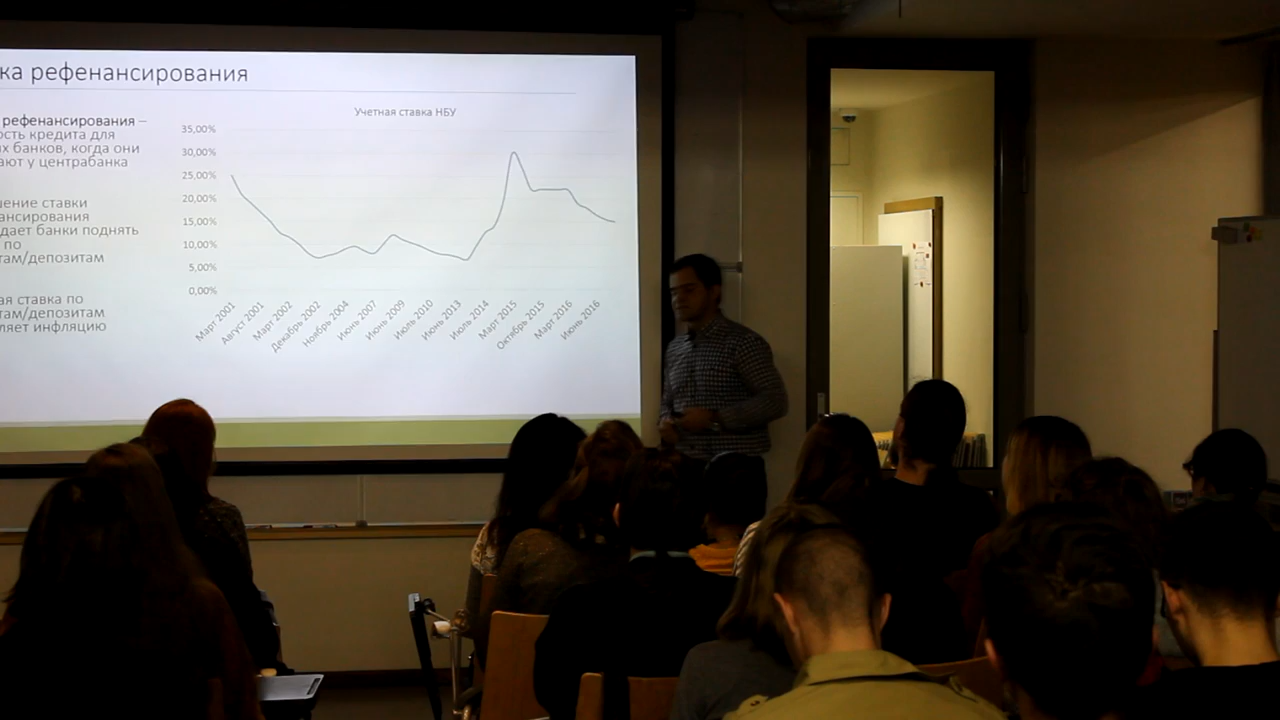 ка рефенансирования
рефенансирования –
ость кредита для
х банков, когда они
ают у центрабанка
шение ставки
ансирования
дает банки поднять
по
там/депозитам
ая ставка по
там/депозитам
ляет инфляцию
Учетная ставка НБУ
35,00%
30,00%
25,00%
20,00%
15,00%
10,00%
5,00%
0,00%
Март 2001
Август 2001
Март 2002
Декабрь 2002
Ноябрь 2004
Июнь 2007
Июнь 2009
Июль 2010
Июнь 2013
Июль 2014
Март 2015
Октябрь 2015
Март 2016
Июнь 2016